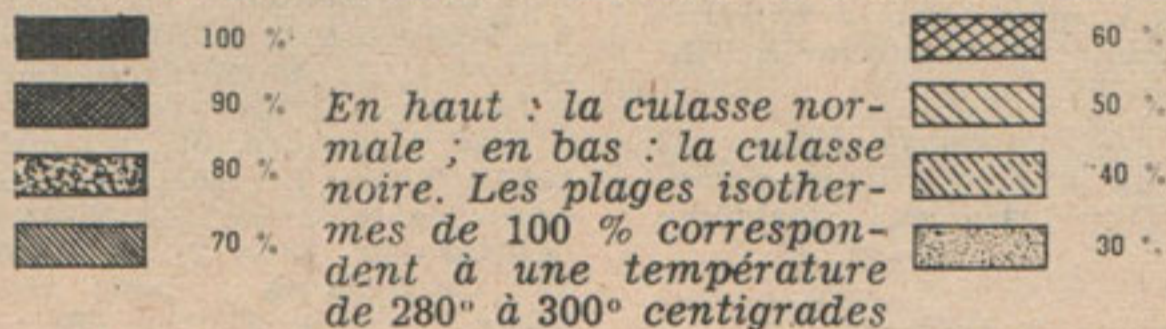 100 %
90 %
80 %
70 %
En haut : la culasse nor-
male ; en bas : la culasse
noire. Les plages isother-
mes de 100 % correspon-
dent à une température
de 280° à 300° centigrades
60 %
50 %
40 %
30 %